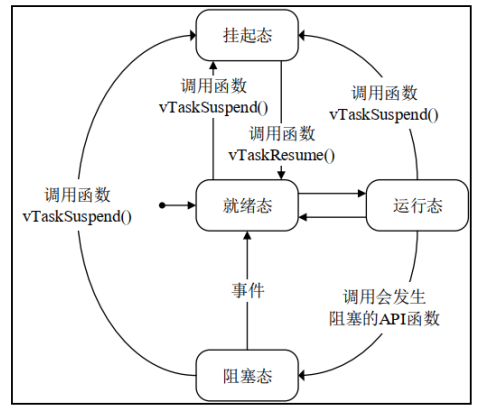 挂起态
调用函数
vTaskSuspend()
调用函数
vTaskSuspend()
调用函数
vTaskResume()
调用函数
vTaskSuspend()
就绪态
运行态
事件
调用会发生
阻塞的API函数
阻塞态